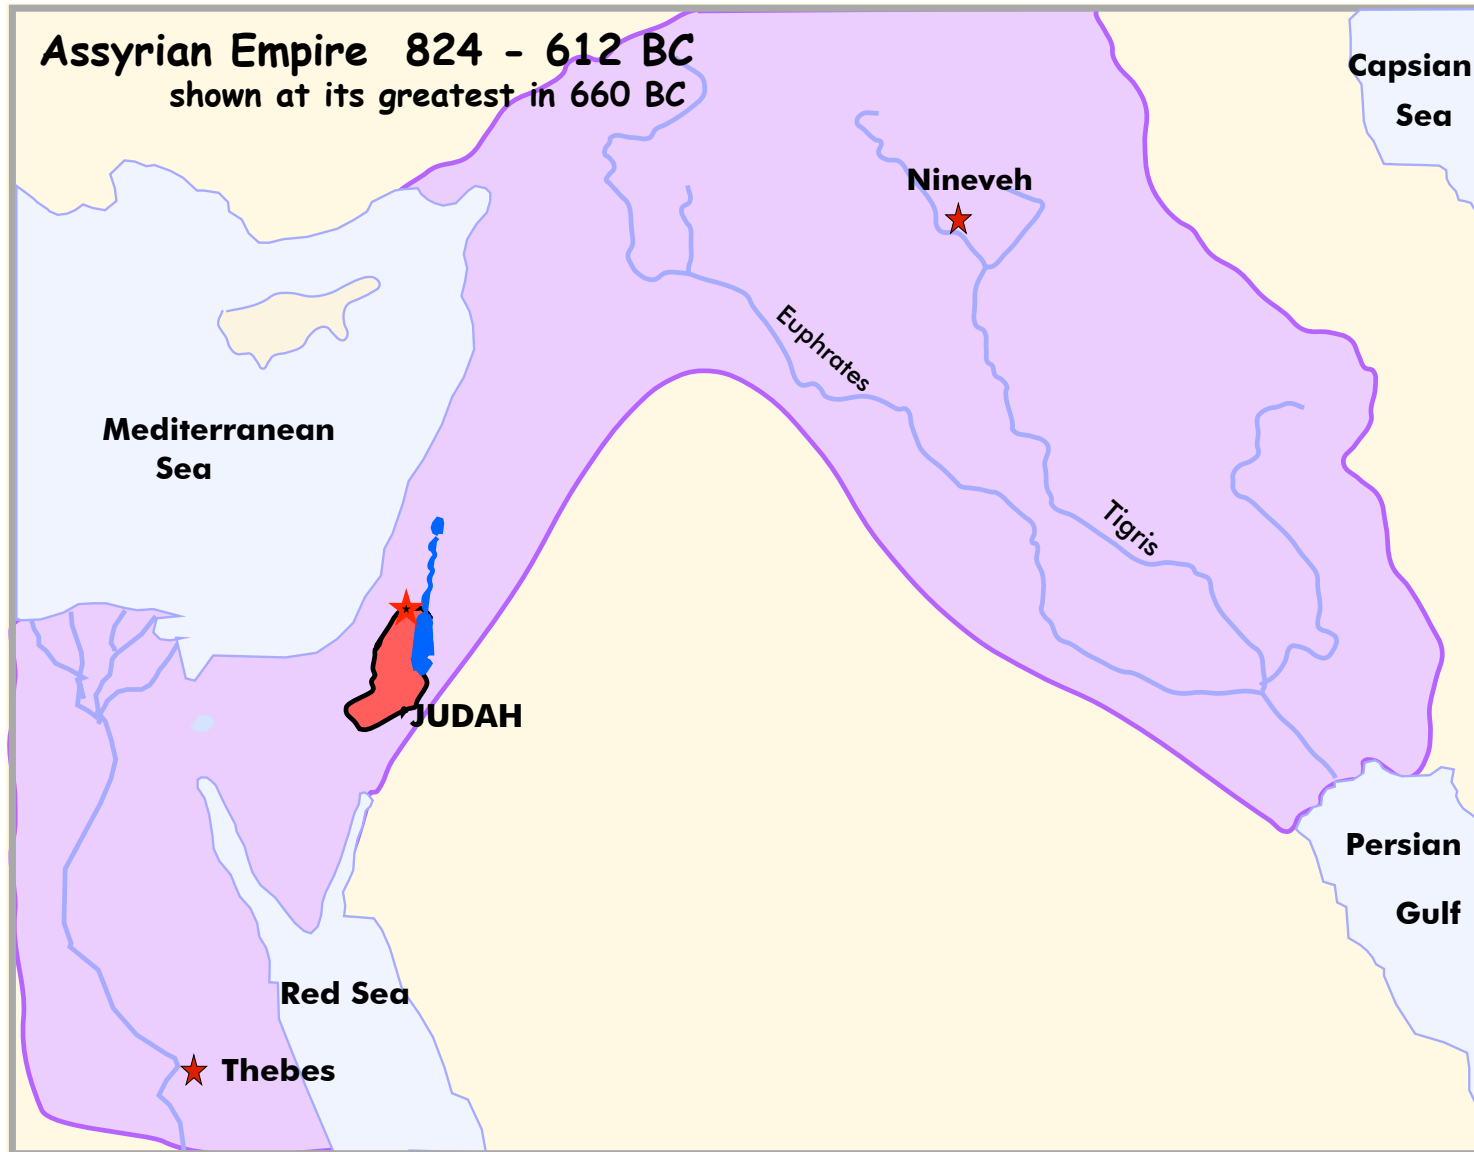 Assyrian Empire 824 - 612 BC
shown at its greatest in 660 BC
Capsian
Sea
Nineveh
Euphrates
Mediterranean
Sea
Tigris
JUDAH
Persian
Gulf
Red Sea
Thebes